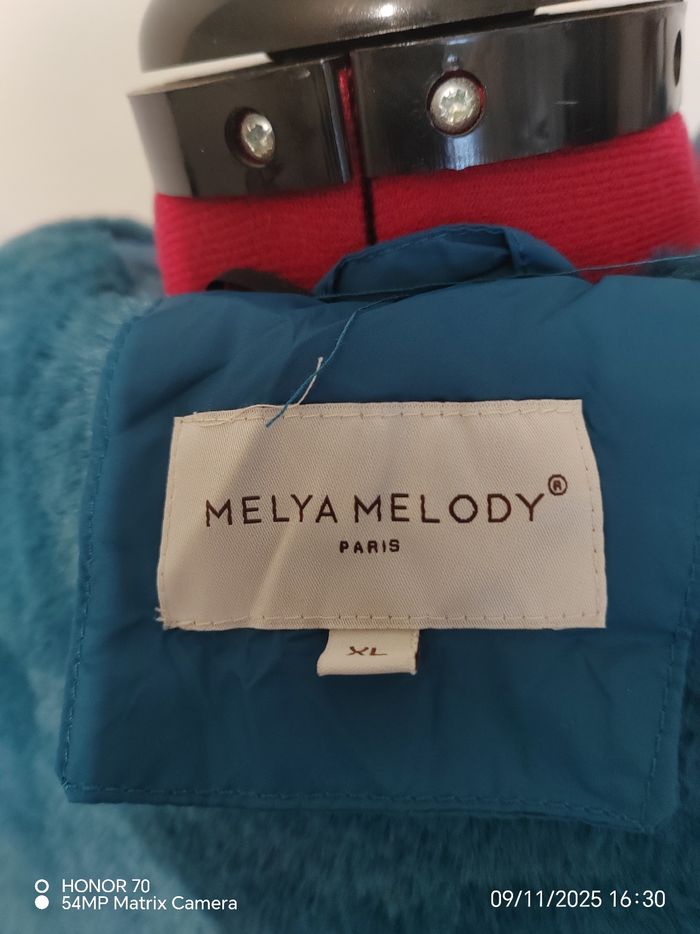 MELYA MELODY®
PARIS
XL
HONOR 70
54MP Matrix Camera
09/11/2025 16:30